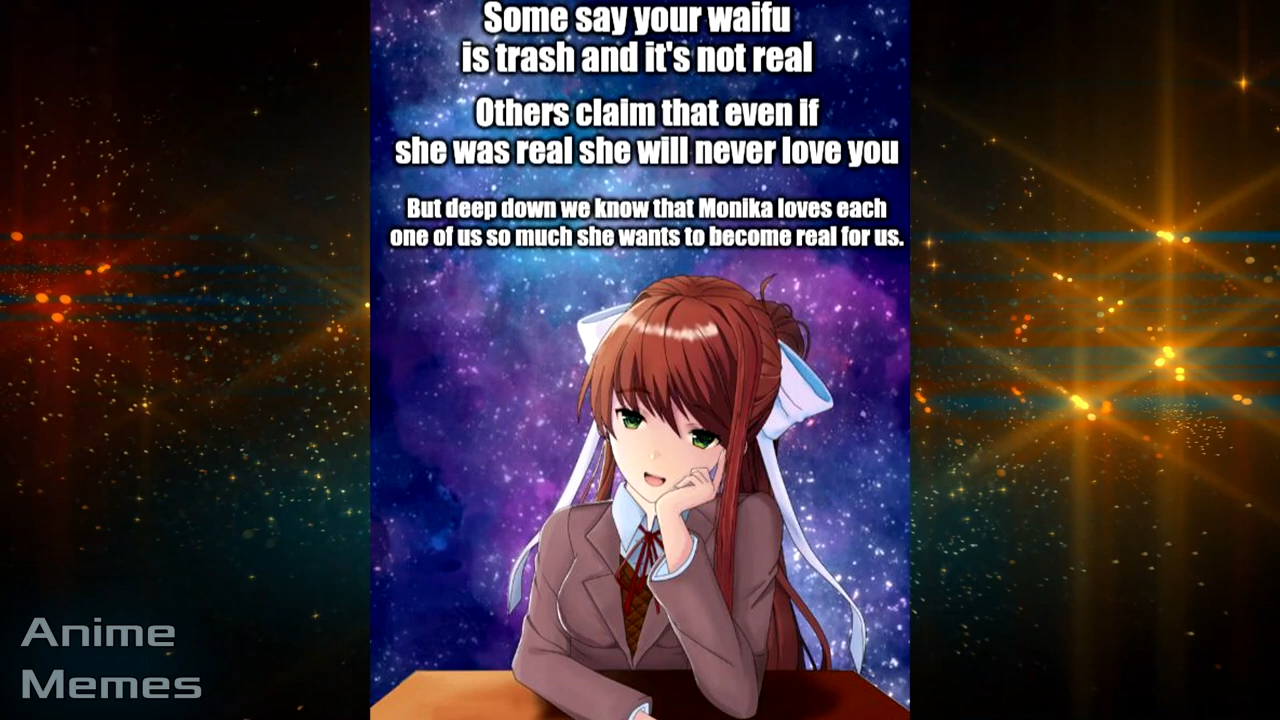 Some say your waifu
is trash and it's not real
Others claim that even if
she was real she will never love you
But deep down we know that Monika loves each
one of us so much she wants to become real for us.
Anime
Memes